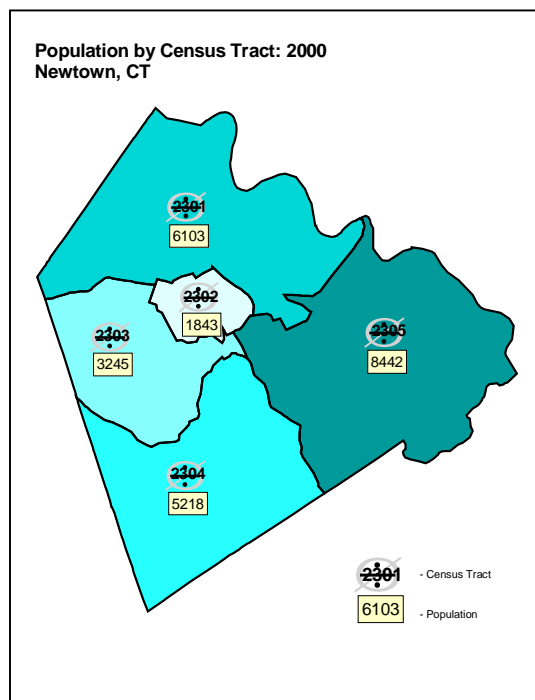 Population by Census Tract: 2000
Newtown, CT
2301
6103
2302
1843
2303
3245
2305
8442
2304
5218
2301 - Census Tract
6103 - Population